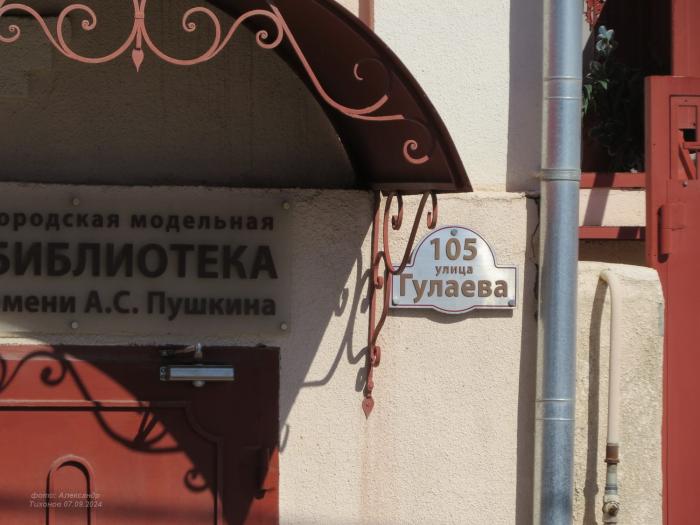 ородская модельная
БИБЛИОТЕКА
мени А.С. Пушкина
105
улица
Гулаева
фото: Александр
Тихонов 07.09.2024